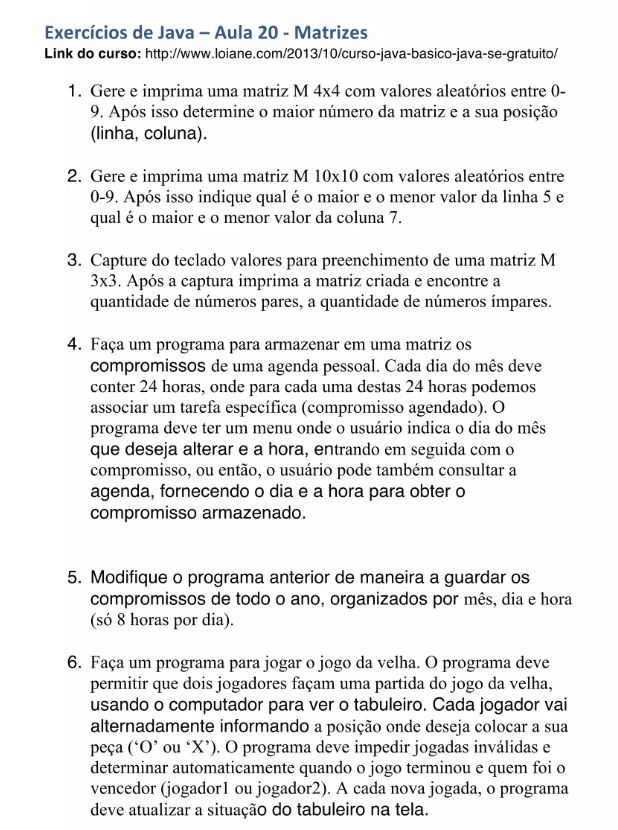 Exercícios de Java – Aula 20 - Matrizes
Link do curso: http://www.loiane.com/2013/10/curso-java-basico-java-se-gratuito/
1. Gere e imprima uma matriz M 4x4 com valores aleatórios entre 0-
9. Após isso determine o maior número da matriz e a sua posição
(linha, coluna).
2. Gere e imprima uma matriz M 10x10 com valores aleatórios entre
0-9. Após isso indique qual é o maior e o menor valor da linha 5 e
qual é o maior e o menor valor da coluna 7.
3. Capture do teclado valores para preenchimento de uma matriz M
3x3. Após a captura imprima a matriz criada e encontre a
quantidade de números pares, a quantidade de números ímpares.
4. Faça um programa para armazenar em uma matriz os
compromissos de uma agenda pessoal. Cada dia do mês deve
conter 24 horas, onde para cada uma destas 24 horas podemos
associar um tarefa específica (compromisso agendado). O
programa deve ter um menu onde o usuário indica o dia do mês
que deseja alterar e a hora, entrando em seguida com o
compromisso, ou então, o usuário pode também consultar a
agenda, fornecendo o dia e a hora para obter o
compromisso armazenado.
5. Modifique o programa anterior de maneira a guardar os
compromissos de todo o ano, organizados por mês, dia e hora
(só 8 horas por dia).
6. Faça um programa para jogar o jogo da velha. O programa deve
permitir que dois jogadores façam uma partida do jogo da velha,
usando o computador para ver o tabuleiro. Cada jogador vai
alternadamente informando a posição onde deseja colocar a sua
peça (‘O’ ou ‘X’). O programa deve impedir jogadas inválidas e
determinar automaticamente quando o jogo terminou e quem foi o
vencedor (jogador1 ou jogador2). A cada nova jogada, o programa
deve atualizar a situação do tabuleiro na tela.